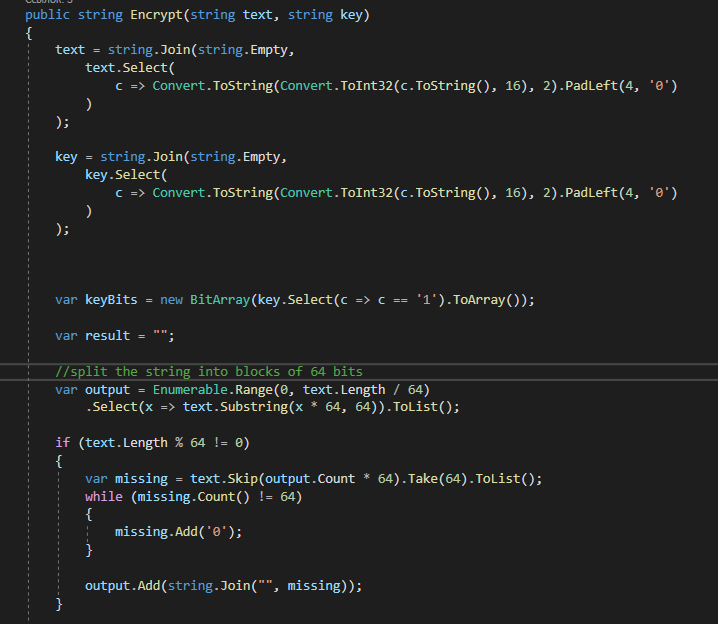 public string Encrypt(string text, string key)
{
    text = string.Join(string.Empty,
        text.Select(
            c => Convert.ToString(Convert.ToInt32(c.ToString(), 16), 2).PadLeft(4, '0')
        )
    );
    key = string.Join(string.Empty,
        key.Select(
            c => Convert.ToString(Convert.ToInt32(c.ToString(), 16), 2).PadLeft(4, '0')
        )
    );
    var keyBits = new BitArray(key.Select(c => c == '1').ToArray());
    var result = "";
    //split the string into blocks of 64 bits
    var output = Enumerable.Range(0, text.Length / 64)
        .Select(x => text.Substring(x * 64, 64)).ToList();
    if (text.Length % 64 != 0)
    {
        var missing = text.Skip(output.Count * 64).Take(64).ToList();
        while (missing.Count() != 64)
        {
            missing.Add('0');
        }
        output.Add(string.Join("", missing));
    }